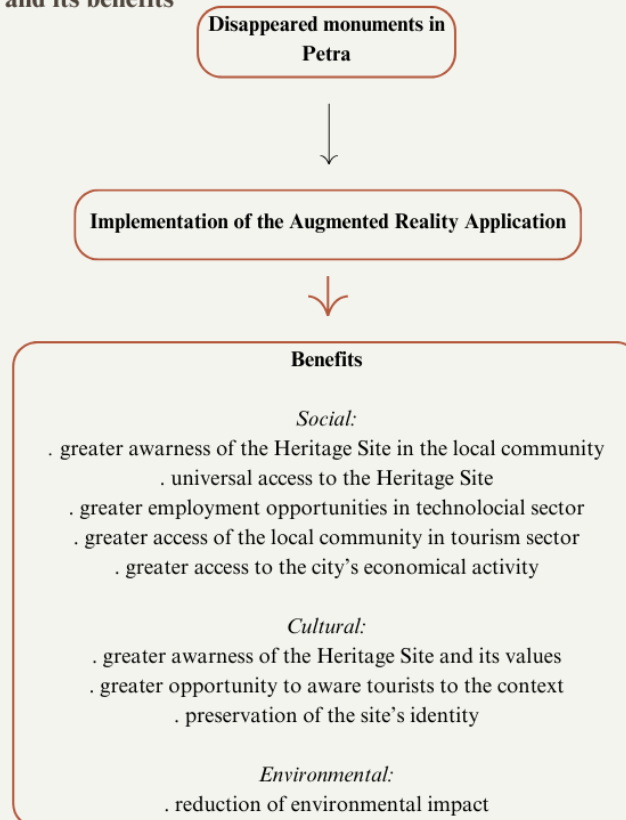 and its benefits
Disappeared monuments in
Petra
Implementation of the Augmented Reality Application
Benefits
Social:
. greater awarness of the Heritage Site in the local community
. universal access to the Heritage Site
. greater employment opportunities in technolocial sector
. greater access of the local community in tourism sector
. greater access to the city’s economical activity
Cultural:
. greater awarness of the Heritage Site and its values
. greater opportunity to aware tourists to the context
. preservation of the site’s identity
Environmental:
. reduction of environmental impact